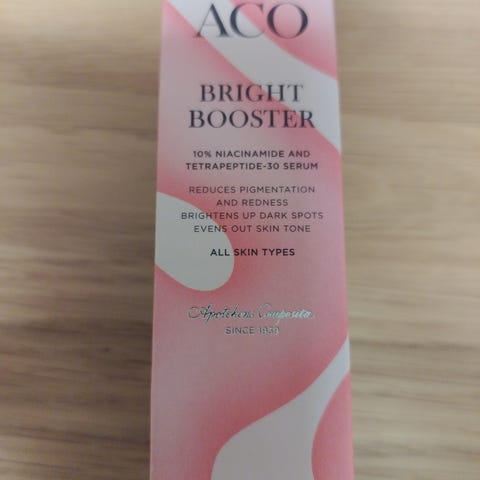 ACO
BRIGHT
BOOSTER
10% NIACINAMIDE AND
TETRAPEPTIDE-30 SERUM
REDUCES PIGMENTATION
AND REDNESS
BRIGHTENS UP DARK SPOTS
EVENS OUT SKIN TONE
ALL SKIN TYPES
Apotekens Composita
SINCE 1939